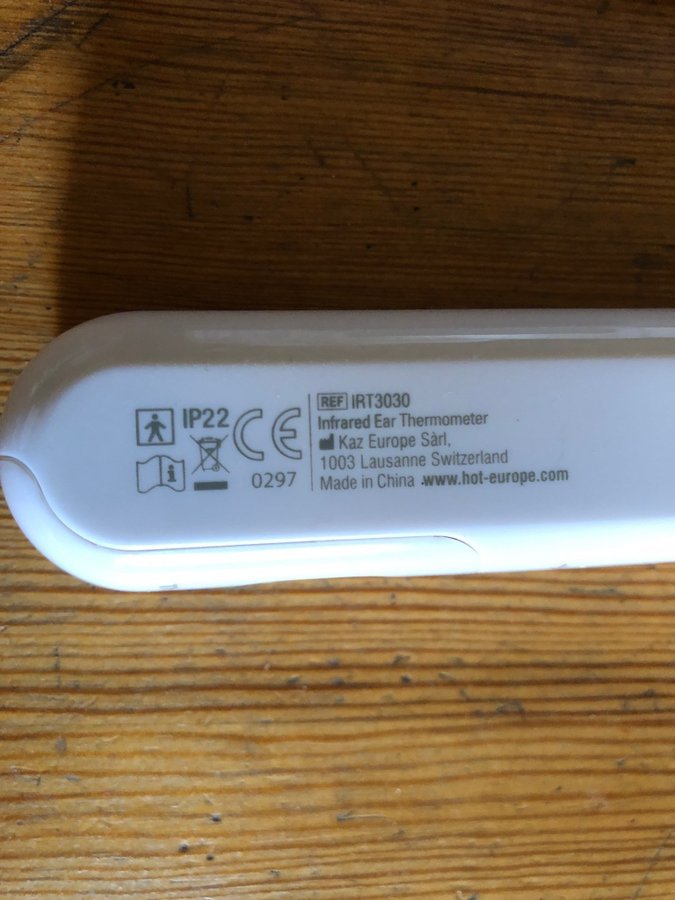 IP22
CE
0297
REF IRT3030
Infrared Ear Thermometer
Kaz Europe Sàrl,
1003 Lausanne Switzerland
Made in China www.hot-europe.com